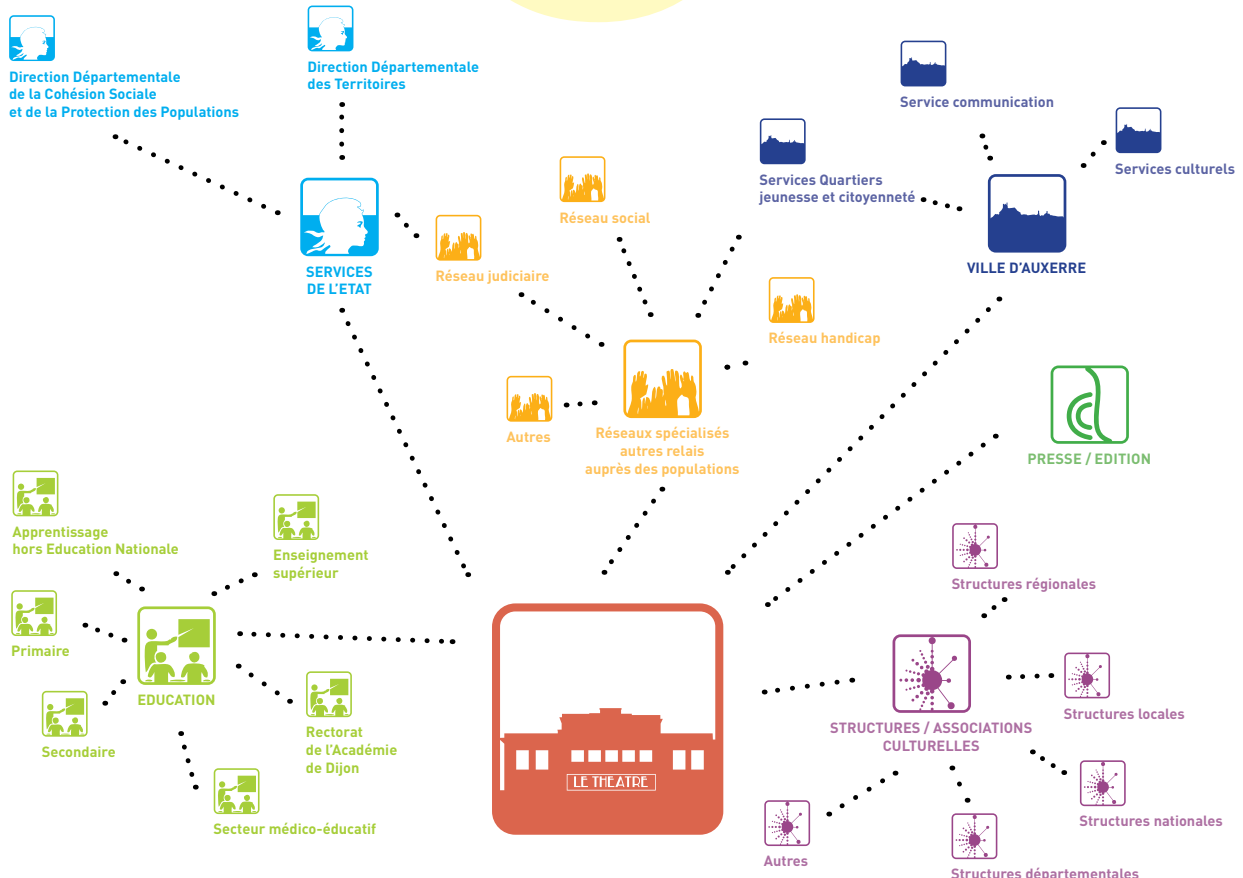 Direction Départementale
de la Cohésion Sociale
et de la Protection des Populations
Direction Départementale
des Territoires
Service communication
Services culturels
Services Quartiers
jeunesse et citoyenneté
VILLE D'AUXERRE
SERVICES
DE L'ETAT
Réseau judiciaire
Réseau social
Réseau handicap
Autres
Réseaux spécialisés
autres relais
auprès des populations
PRESSE / EDITION
Apprentissage
hors Education Nationale
Enseignement
supérieur
Primaire
EDUCATION
Secondaire
Rectorat
de l'Académie
de Dijon
Secteur médico-éducatif
LE THEATRE
Structures régionales
STRUCTURES / ASSOCIATIONS
CULTURELLES
Structures locales
Structures nationales
Autres
Structures départementales